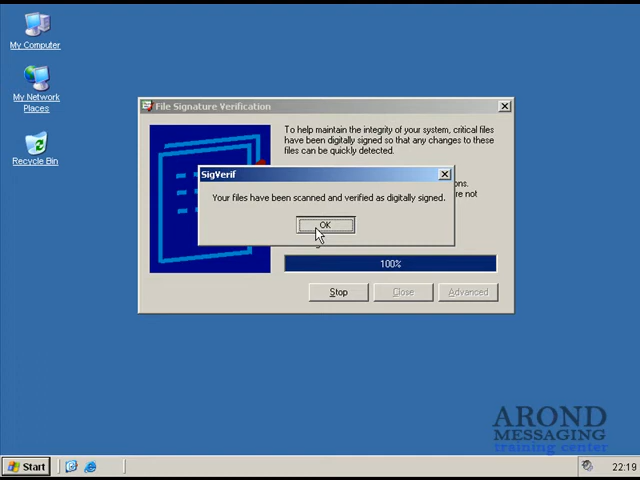 My Computer
My Network
Places
Recycle Bin
File Signature Verification
To help maintain the integrity of your system, critical files
have been digitally signed so that any changes to these
files can be quickly detected.
ons.
re not
SigVerif
Your files have been scanned and verified as digitally signed.
OK
100%
Stop
Close
Advanced
AROND
MESSAGING
training center
Start
22:19